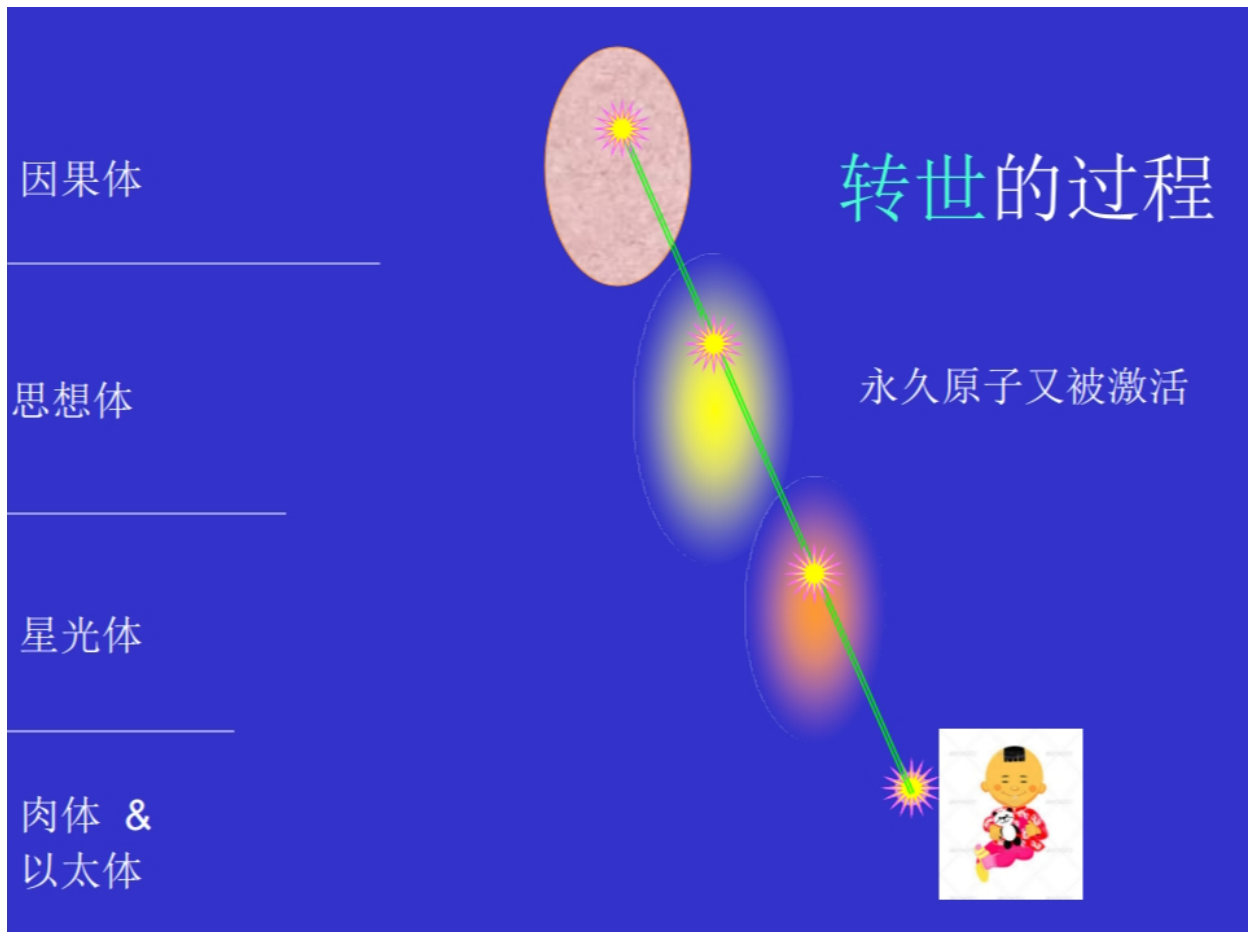 转世的过程
因果体
永久原子又被激活
思想体
星光体
肉体 &
以太体